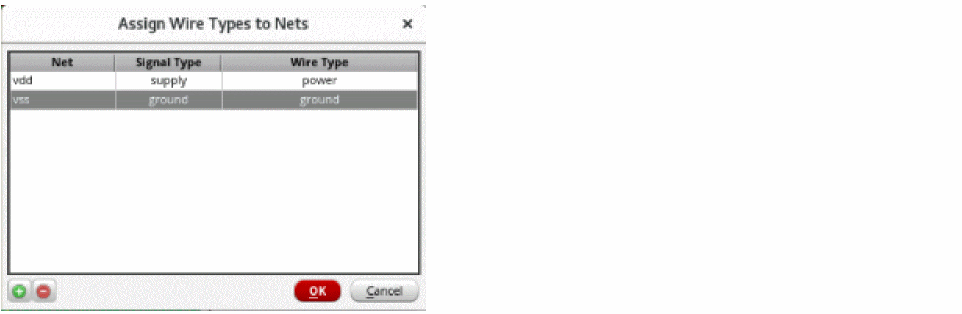 Assign Wire Types to Nets
Net Signal Type Wire Type
vdd supply power
vss ground ground
OK Cancel